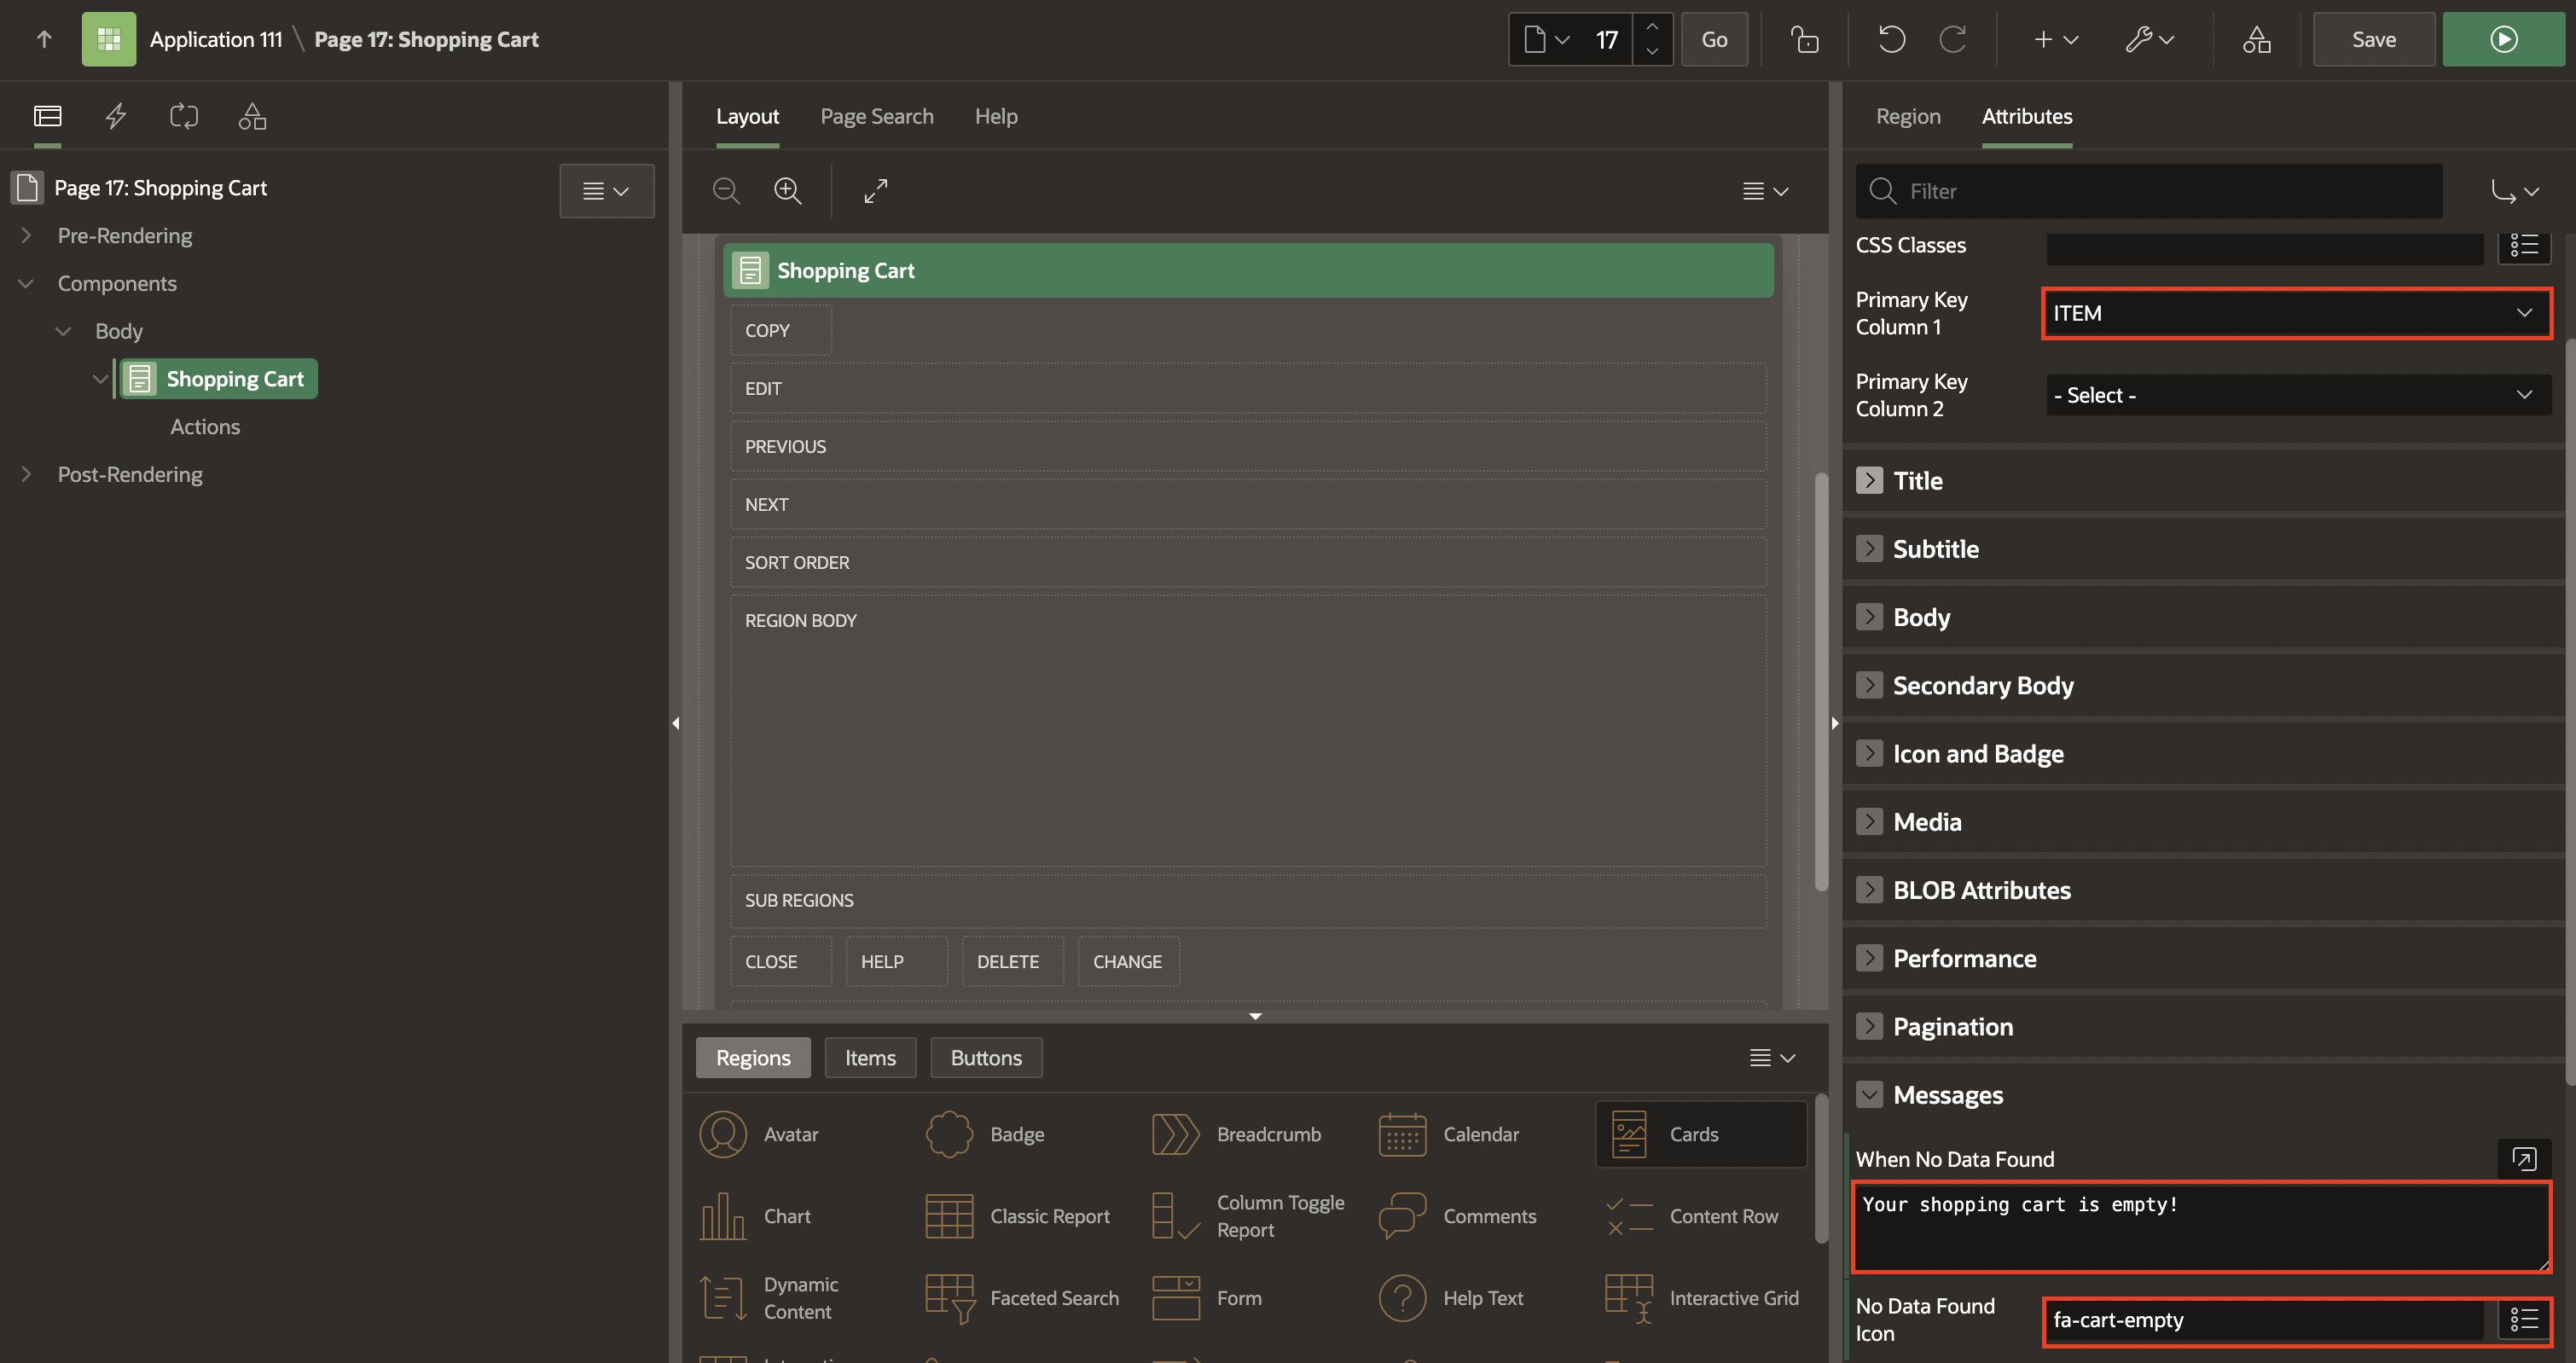 Application 111 \ Page 17: Shopping Cart
17
Go
Save
Page 17: Shopping Cart
Pre-Rendering
Components
Body
Shopping Cart
Actions
Post-Rendering
Layout
Page Search
Help
Shopping Cart
COPY
EDIT
PREVIOUS
NEXT
SORT ORDER
REGION BODY
SUB REGIONS
CLOSE
HELP
DELETE
CHANGE
Regions
Items
Buttons
Avatar
Badge
Breadcrumb
Calendar
Cards
Chart
Classic Report
Column Toggle
Report
Comments
Content Row
Dynamic
Content
Faceted Search
Form
Help Text
Interactive Grid
Region
Attributes
Filter
CSS Classes
Primary Key
Column 1
ITEM
Primary Key
Column 2
- Select -
Title
Subtitle
Body
Secondary Body
Icon and Badge
Media
BLOB Attributes
Performance
Pagination
Messages
When No Data Found
Your shopping cart is empty!
No Data Found
Icon
fa-cart-empty